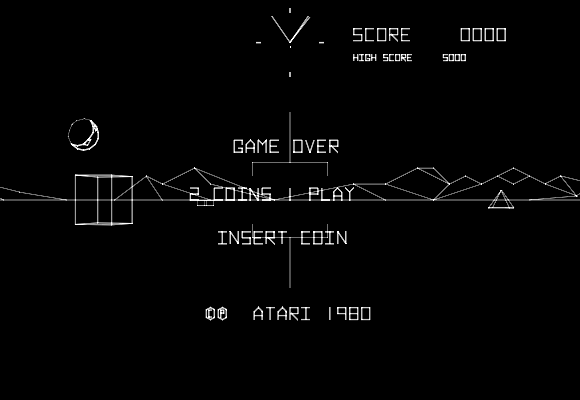 SCORE 0000
HIGH SCORE 5000
GAME OVER
2 COINS 1 PLAY
INSERT COIN
©℗ ATARI 1980